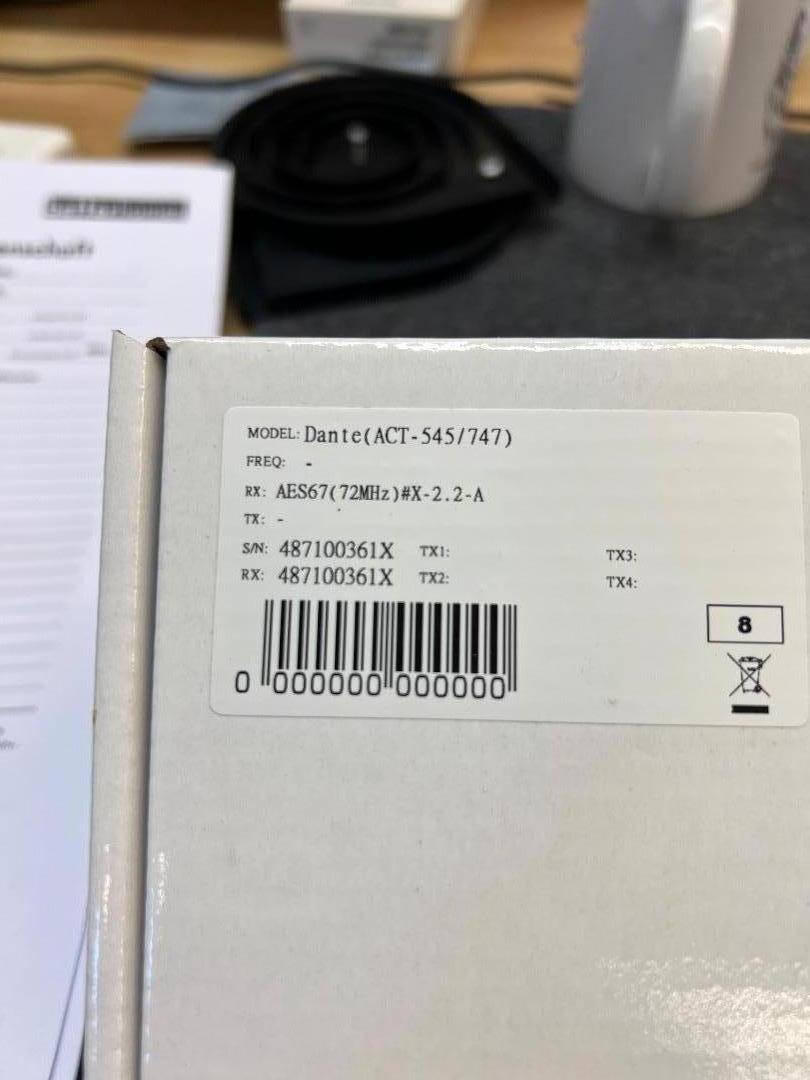 MODEL: Dante(ACT-545/747)
FREQ: -
RX: AES67(72MHz)#X-2.2-A
TX: -
S/N: 487100361X TX1: TX3:
RX: 487100361X TX2: TX4:
8
0 000000 000000